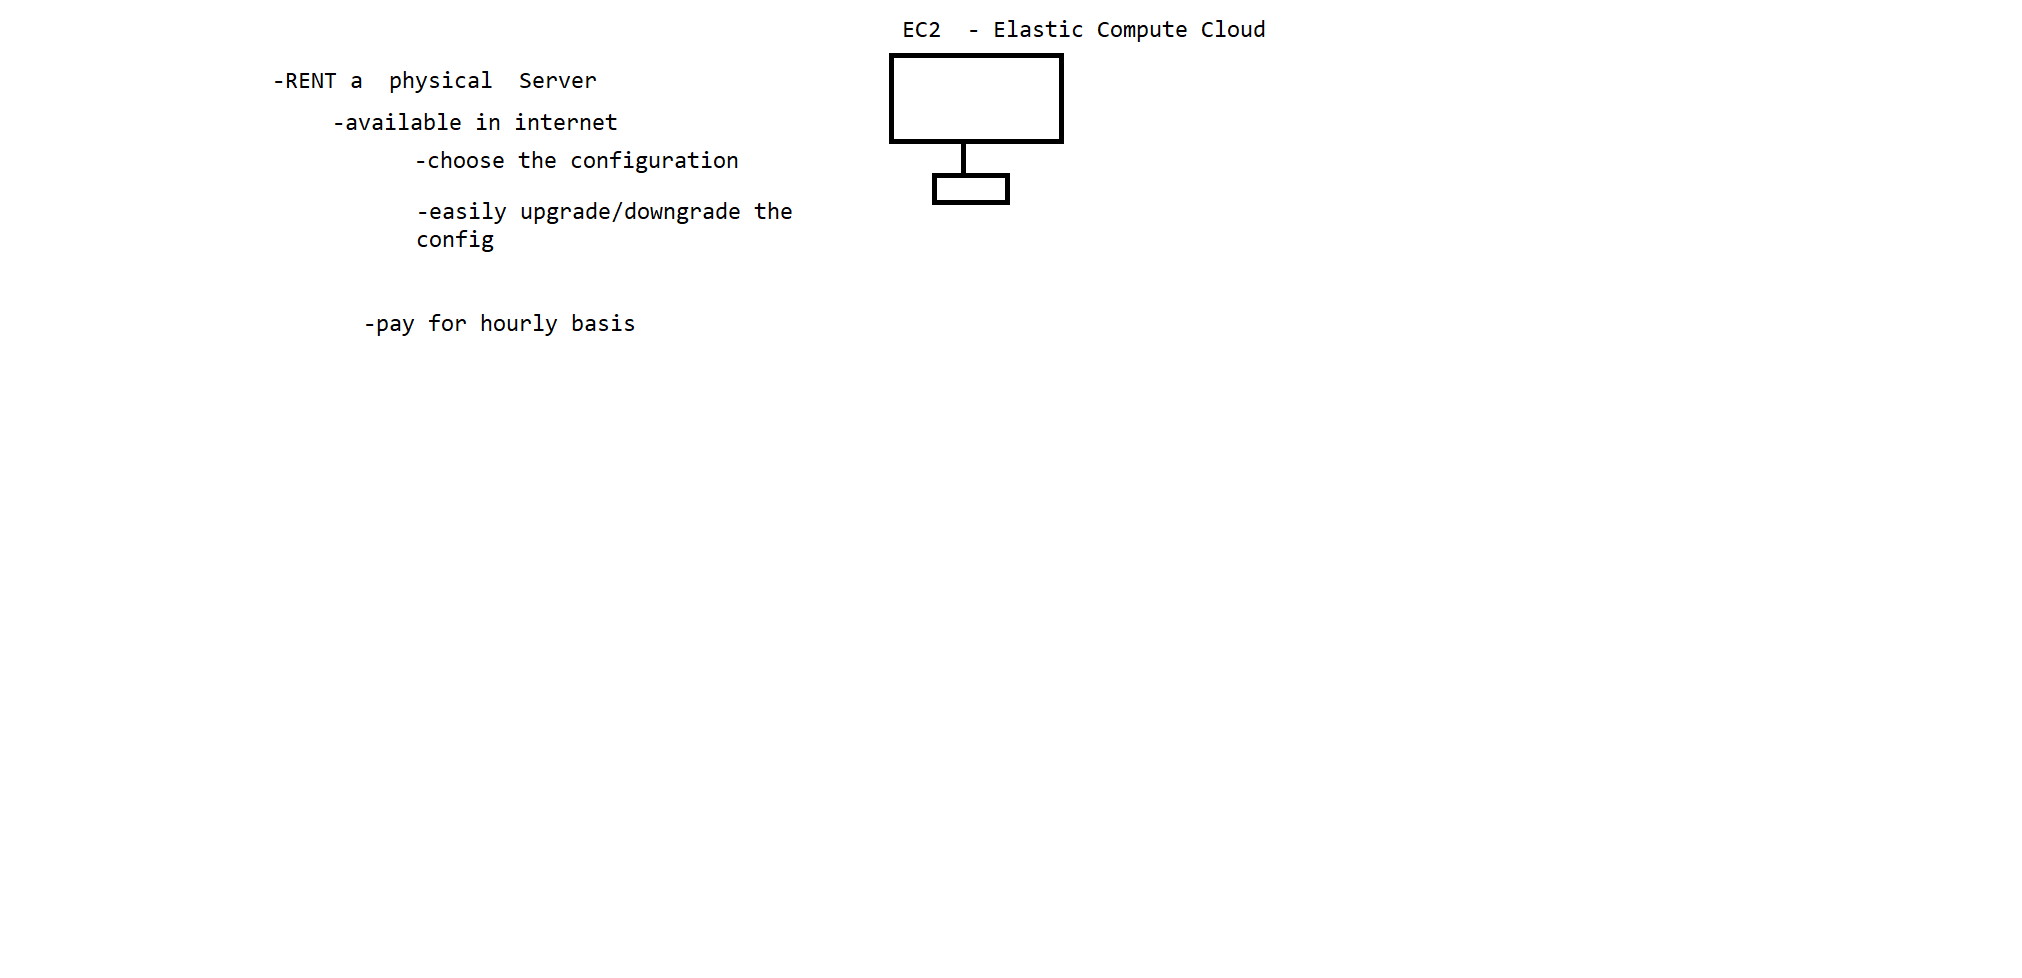 EC2  - Elastic Compute Cloud
-RENT a  physical  Server
-available in internet
-choose the configuration
-easily upgrade/downgrade the
config
-pay for hourly basis